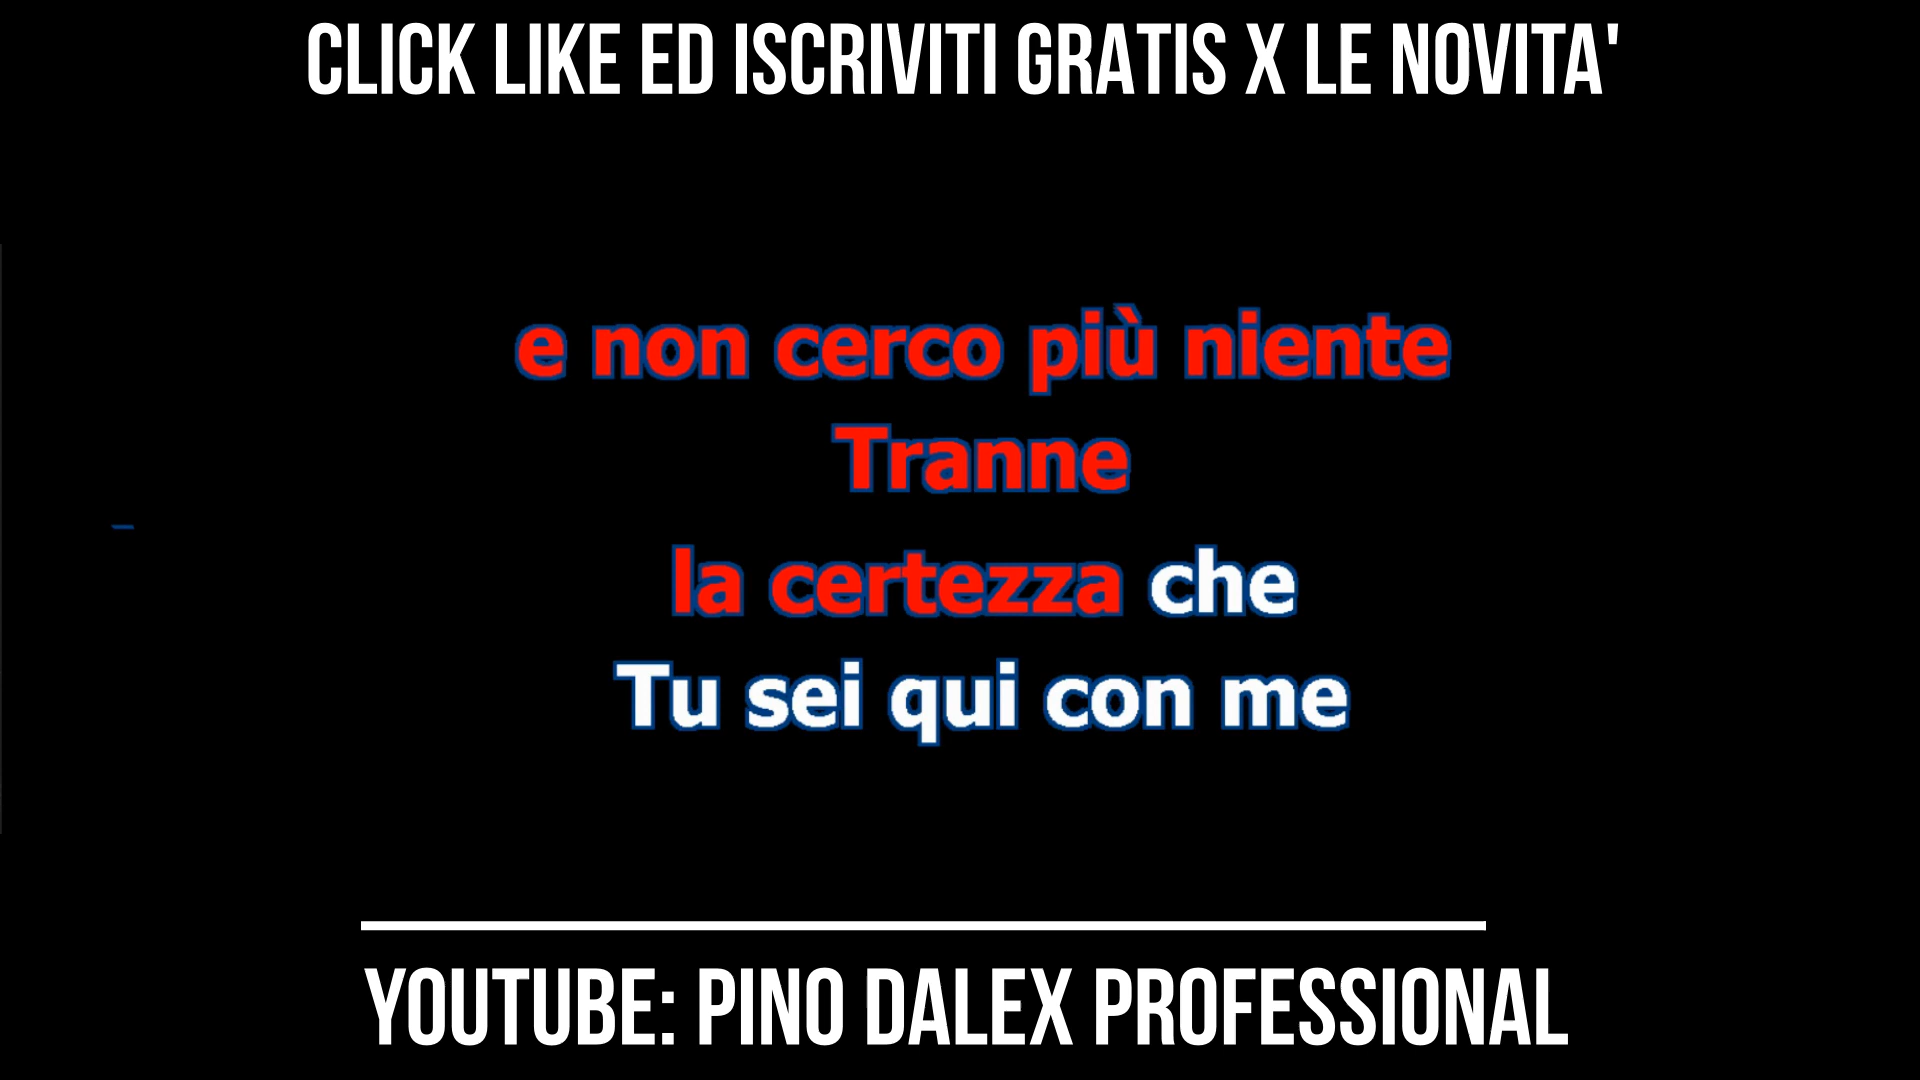 CLICK LIKE ED ISCRIVITI GRATIS X LE NOVITA'
e non cerco più niente
Tranne
la certezza che
Tu sei qui con me
YOUTUBE: PINO DALEX PROFESSIONAL